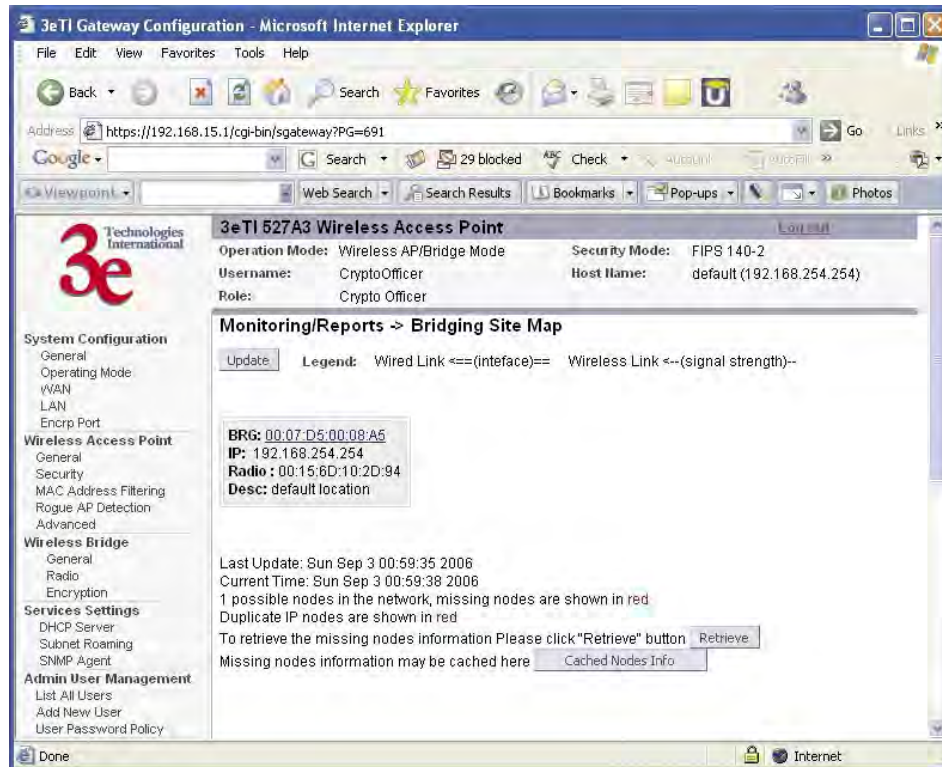 3eTI Gateway Configuration - Microsoft Internet Explorer
File Edit View Favorites Tools Help
Back Search Favorites
Address https://192.168.15.1/cgi-bin/sgateway?PG=691 Go Links »
Google Search 29 blocked Check AutoLink AutoFill »
Viewpoint Web Search Search Results Bookmarks Pop-ups Photos
3e Technologies International
3eTI 527A3 Wireless Access Point Log out
Operation Mode: Wireless AP/Bridge Mode Security Mode: FIPS 140-2
Username: CryptoOfficer Host Name: default (192.168.254.254)
Role: Crypto Officer
System Configuration
General
Operating Mode
WAN
LAN
Encrp Port
Wireless Access Point
General
Security
MAC Address Filtering
Rogue AP Detection
Advanced
Wireless Bridge
General
Radio
Encryption
Services Settings
DHCP Server
Subnet Roaming
SNMP Agent
Admin User Management
List All Users
Add New User
User Password Policy
Monitoring/Reports -> Bridging Site Map
Update Legend: Wired Link <==(inteface)== Wireless Link <--(signal strength)--
BRG: 00:07:D5:00:08:A5
IP: 192.168.254.254
Radio : 00:15:6D:10:2D:94
Desc: default location
Last Update: Sun Sep 3 00:59:35 2006
Current Time: Sun Sep 3 00:59:38 2006
1 possible nodes in the network, missing nodes are shown in red
Duplicate IP nodes are shown in red
To retrieve the missing nodes information Please click "Retrieve" button Retrieve
Missing nodes information may be cached here Cached Nodes Info
Done Internet